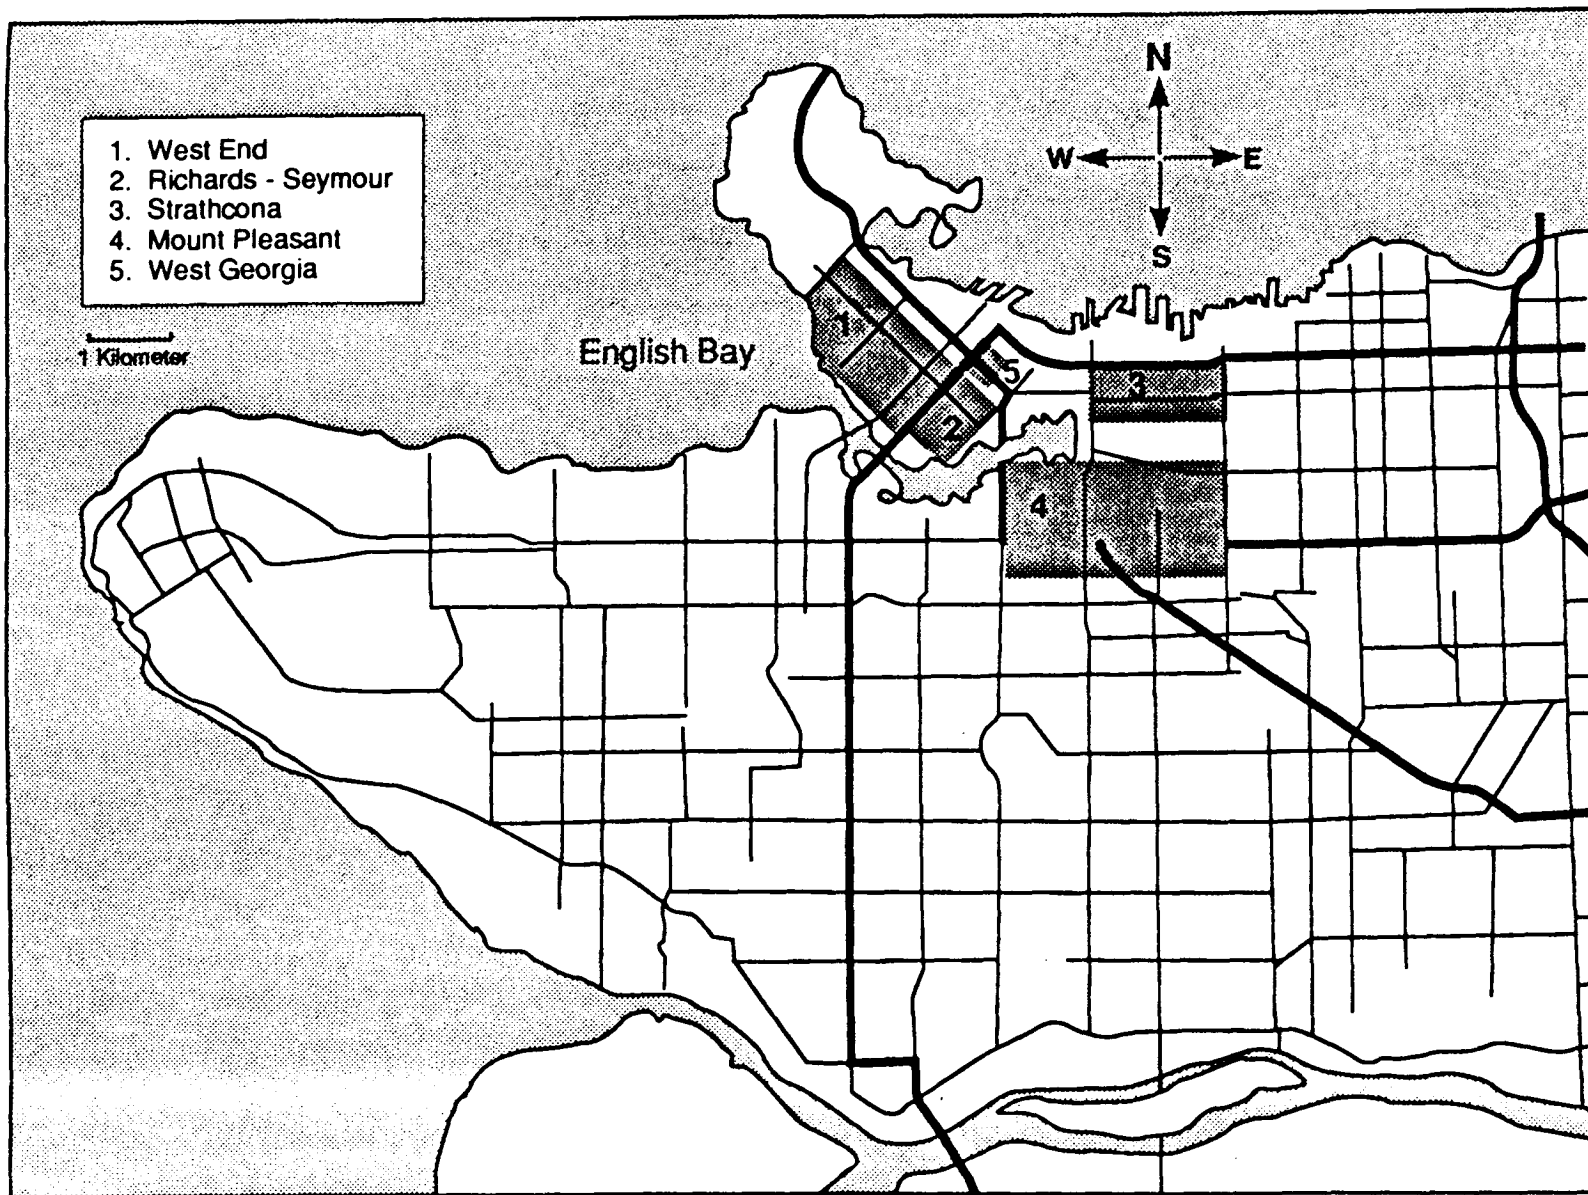 N
W E
S
1. West End
2. Richards - Seymour
3. Strathcona
4. Mount Pleasant
5. West Georgia
1 Kilometer
English Bay
1
5
3
2
4